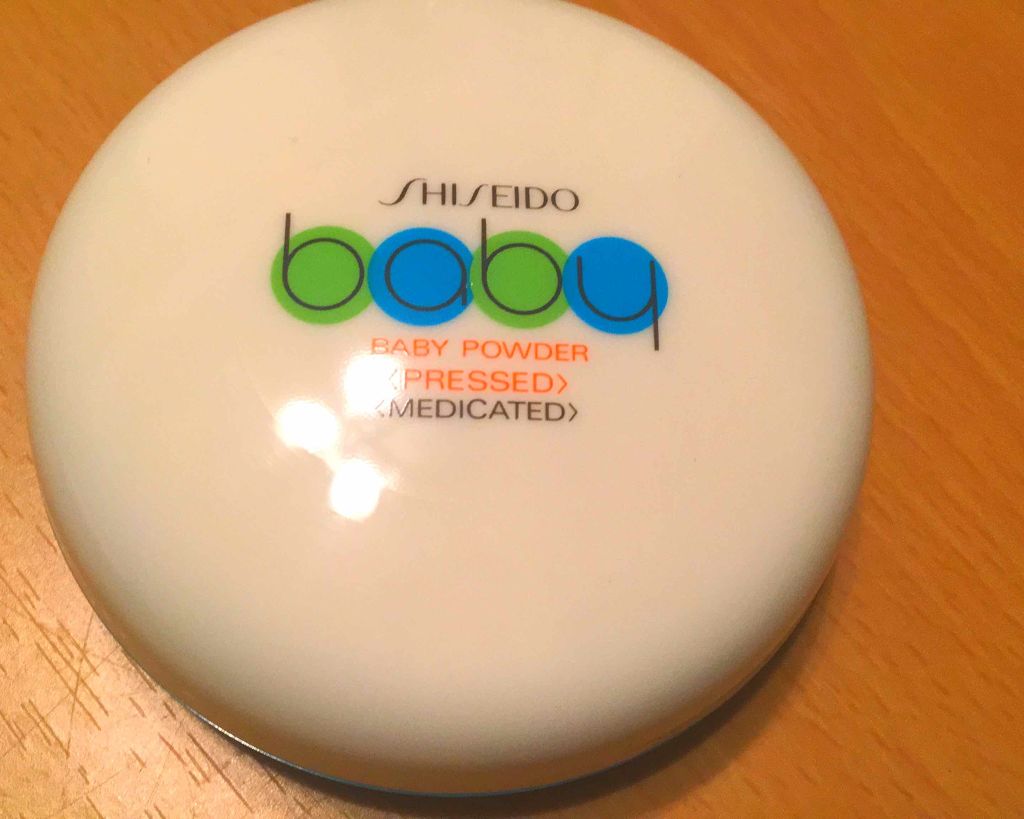 SHISEIDO
baby
BABY POWDER
〈PRESSED〉
〈MEDICATED〉